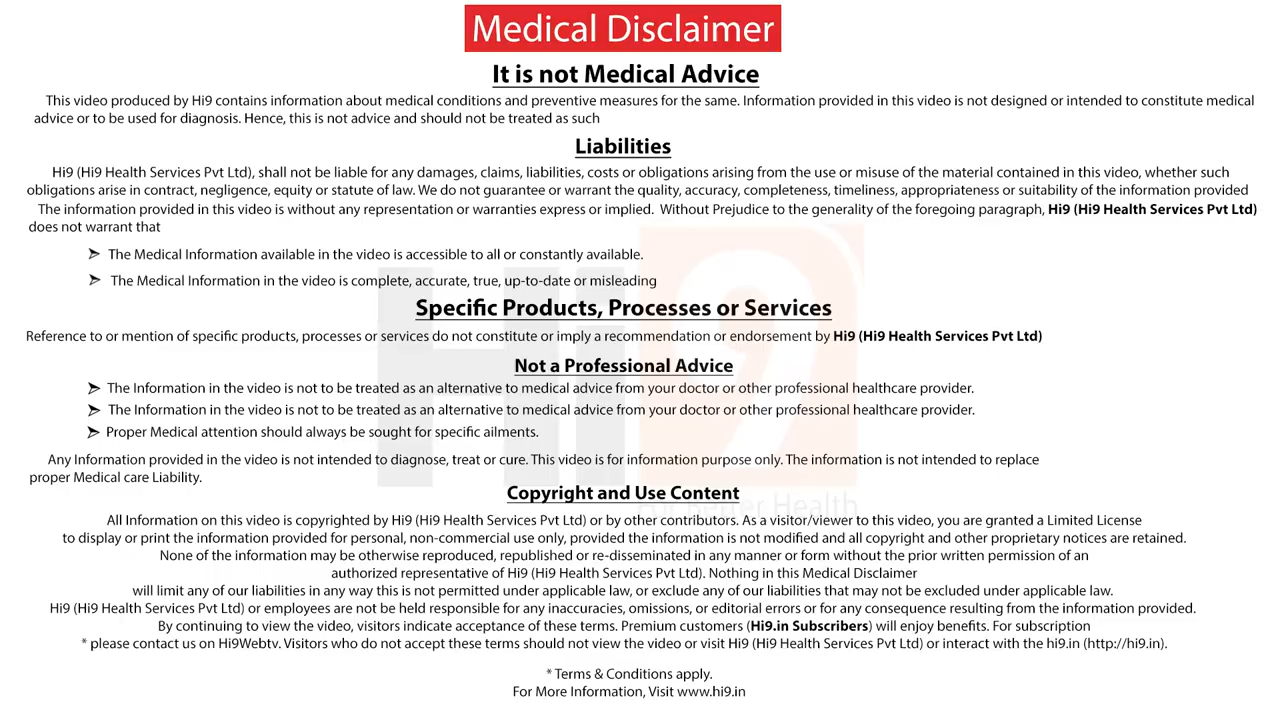 Medical Disclaimer
It is not Medical Advice
This video produced by Hi9 contains information about medical conditions and preventive measures for the same. Information provided in this video is not designed or intended to constitute medical
advice or to be used for diagnosis. Hence, this is not advice and should not be treated as such
Liabilities
Hi9 (Hi9 Health Services Pvt Ltd), shall not be liable for any damages, claims, liabilities, costs or obligations arising from the use or misuse of the material contained in this video, whether such
obligations arise in contract, negligence, equity or statute of law. We do not guarantee or warrant the quality, accuracy, completeness, timeliness, appropriateness or suitability of the information provided
The information provided in this video is without any representation or warranties express or implied. Without Prejudice to the generality of the foregoing paragraph, Hi9 (Hi9 Health Services Pvt Ltd)
does not warrant that
➢ The Medical Information available in the video is accessible to all or constantly available.
➢ The Medical Information in the video is complete, accurate, true, up-to-date or misleading
Hi9
Specific Products, Processes or Services
Reference to or mention of specific products, processes or services do not constitute or imply a recommendation or endorsement by Hi9 (Hi9 Health Services Pvt Ltd)
Not a Professional Advice
➢ The Information in the video is not to be treated as an alternative to medical advice from your doctor or other professional healthcare provider.
➢ The Information in the video is not to be treated as an alternative to medical advice from your doctor or other professional healthcare provider.
➢ Proper Medical attention should always be sought for specific ailments.
Any Information provided in the video is not intended to diagnose, treat or cure. This video is for information purpose only. The information is not intended to replace
proper Medical care Liability.
Copyright and Use Content
For Better Health
All Information on this video is copyrighted by Hi9 (Hi9 Health Services Pvt Ltd) or by other contributors. As a visitor/viewer to this video, you are granted a Limited License
to display or print the information provided for personal, non-commercial use only, provided the information is not modified and all copyright and other proprietary notices are retained.
None of the information may be otherwise reproduced, republished or re-disseminated in any manner or form without the prior written permission of an
authorized representative of Hi9 (Hi9 Health Services Pvt Ltd). Nothing in this Medical Disclaimer
will limit any of our liabilities in any way this is not permitted under applicable law, or exclude any of our liabilities that may not be excluded under applicable law.
Hi9 (Hi9 Health Services Pvt Ltd) or employees are not be held responsible for any inaccuracies, omissions, or editorial errors or for any consequence resulting from the information provided.
By continuing to view the video, visitors indicate acceptance of these terms. Premium customers (Hi9.in Subscribers) will enjoy benefits. For subscription
* please contact us on Hi9Webtv. Visitors who do not accept these terms should not view the video or visit Hi9 (Hi9 Health Services Pvt Ltd) or interact with the hi9.in (http://hi9.in).
* Terms & Conditions apply.
For More Information, Visit www.hi9.in